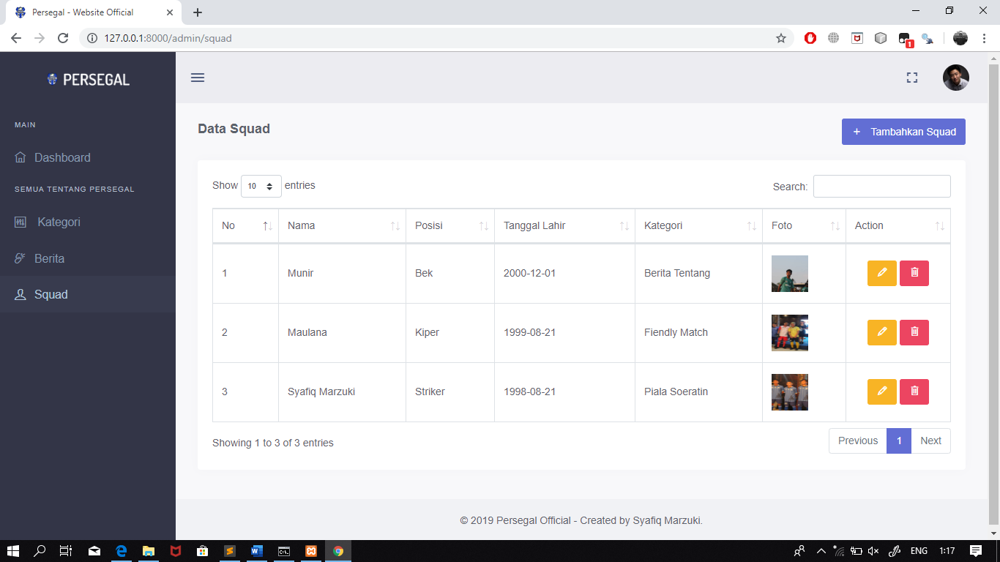 Persegal - Website Official
127.0.0.1:8000/admin/squad
1
PERSEGAL
MAIN
Dashboard
SEMUA TENTANG PERSEGAL
Kategori
Berita
Squad
Data Squad
+ Tambahkan Squad
Show 10 entries
Search:
No Nama Posisi Tanggal Lahir Kategori Foto Action
1 Munir Bek 2000-12-01 Berita Tentang
2 Maulana Kiper 1999-08-21 Fiendly Match
3 Syafiq Marzuki Striker 1998-08-21 Piala Soeratin
Showing 1 to 3 of 3 entries
Previous 1 Next
© 2019 Persegal Official - Created by Syafiq Marzuki.
ENG 1:17